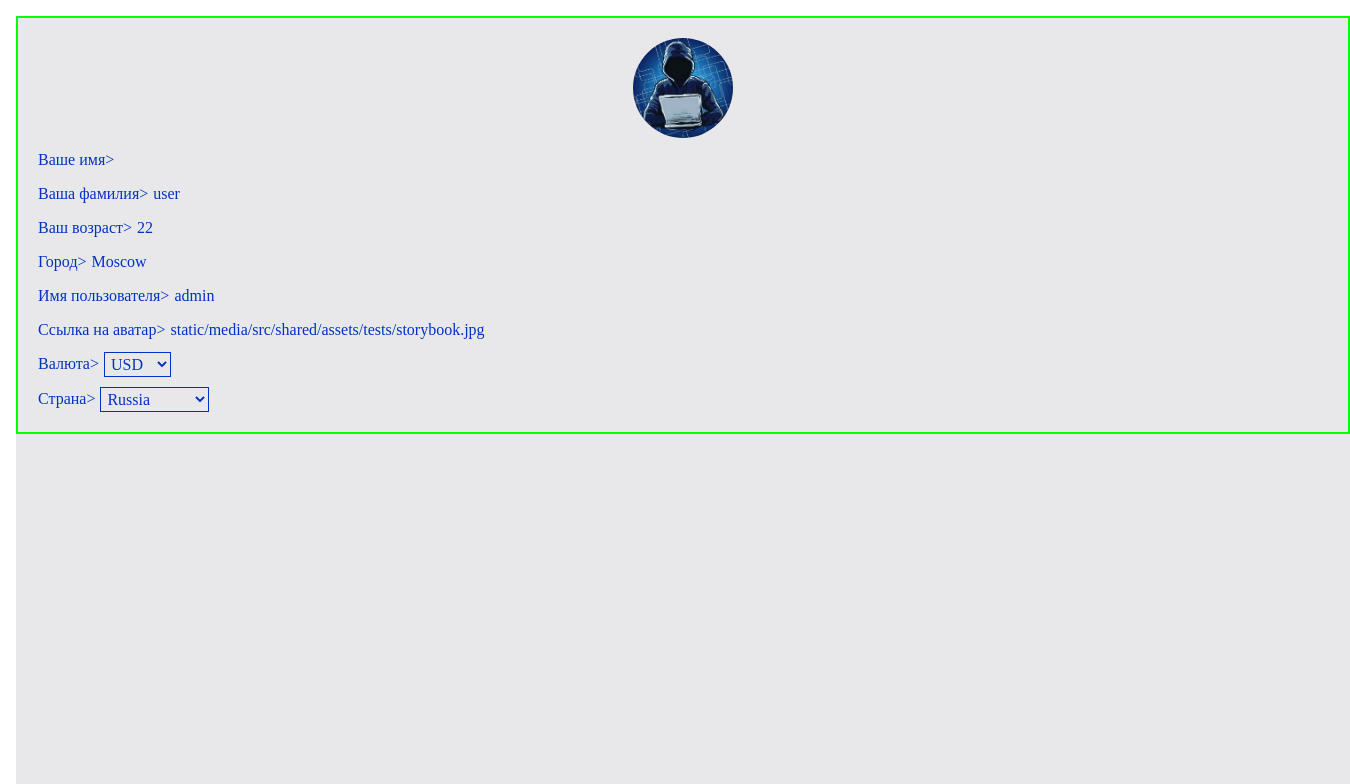 Ваше имя>
Ваша фамилия> user
Ваш возраст> 22
Город> Moscow
Имя пользователя> admin
Ссылка на аватар> static/media/src/shared/assets/tests/storybook.jpg
Валюта> USD
Страна> Russia